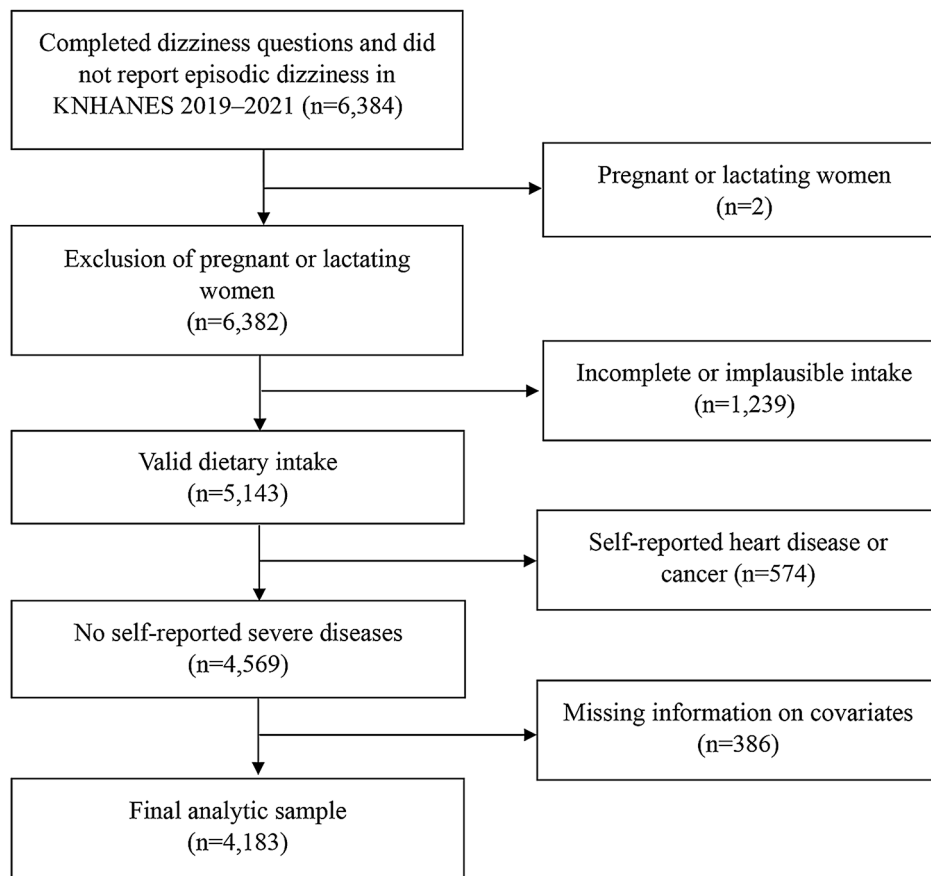 Completed dizziness questions and did
not report episodic dizziness in
KNHANES 2019–2021 (n=6,384)
Pregnant or lactating women
(n=2)
Exclusion of pregnant or lactating
women
(n=6,382)
Incomplete or implausible intake
(n=1,239)
Valid dietary intake
(n=5,143)
Self-reported heart disease or
cancer (n=574)
No self-reported severe diseases
(n=4,569)
Missing information on covariates
(n=386)
Final analytic sample
(n=4,183)